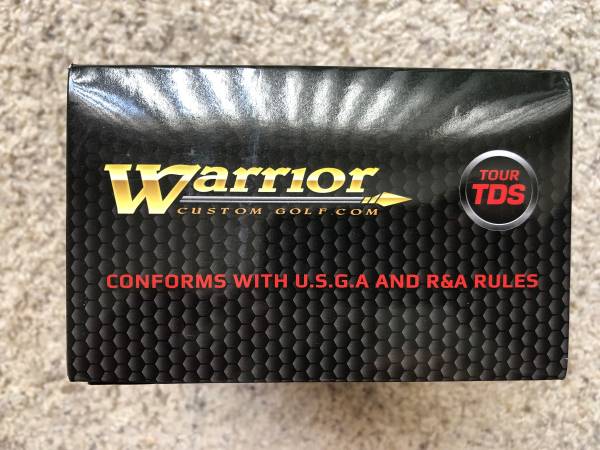 Warrior
CUSTOM GOLF.COM
TOUR
TDS
CONFORMS WITH U.S.G.A AND R&A RULES